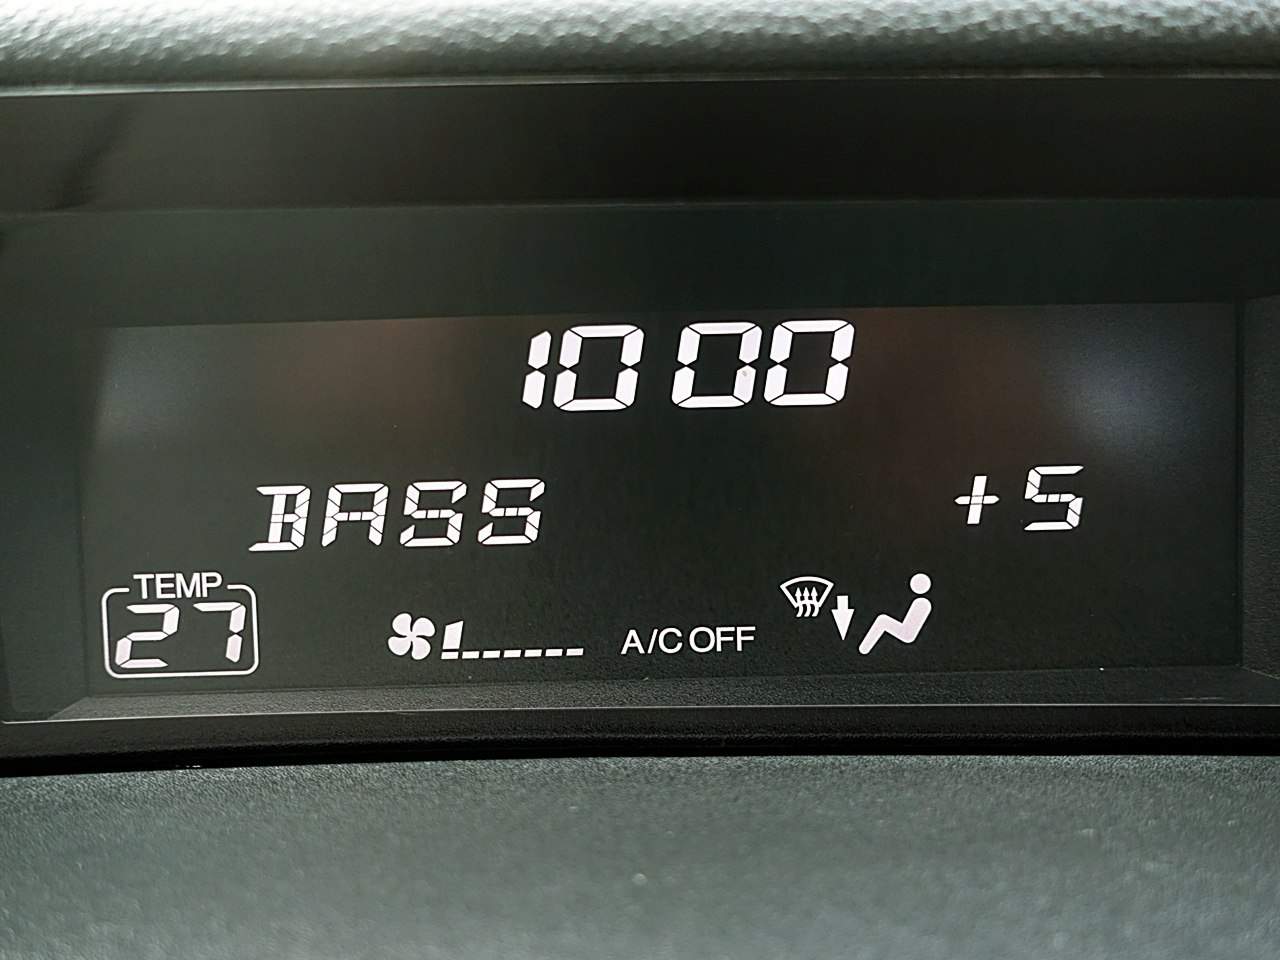 10 00
BASS +5
TEMP
27 A/C OFF